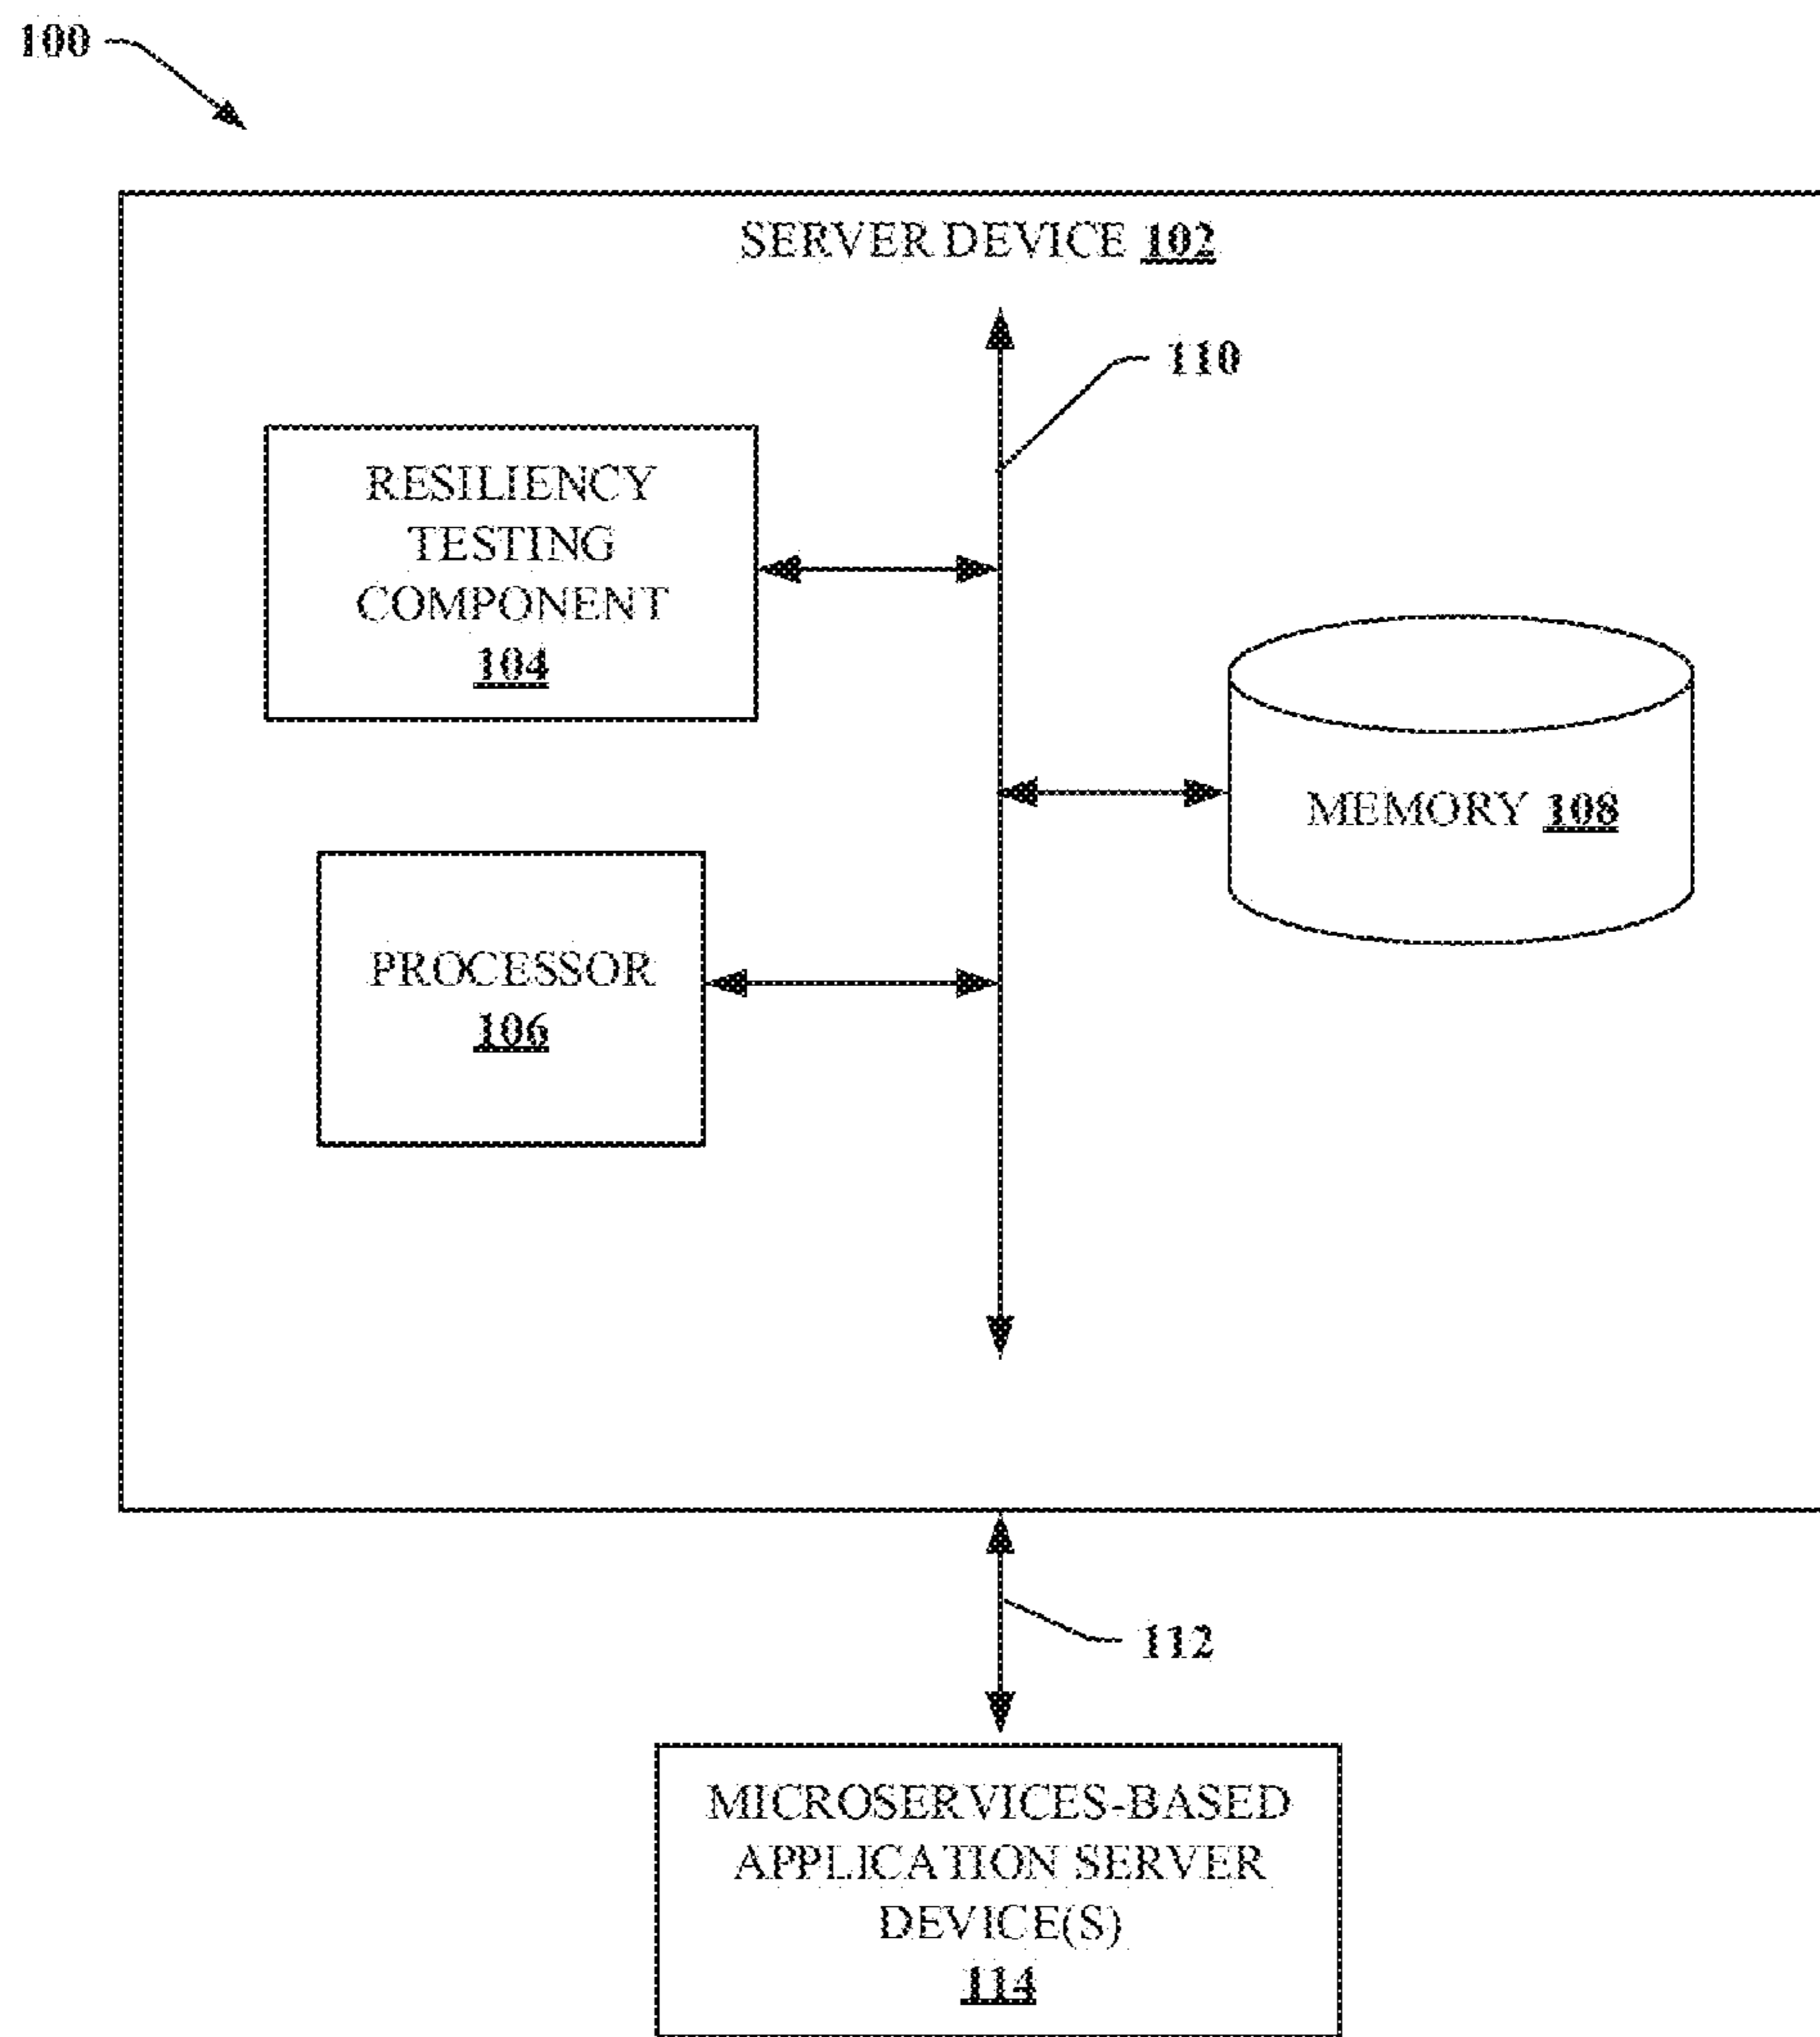 100
SERVER DEVICE 102
110
RESILIENCY
TESTING
COMPONENT
104
MEMORY 108
PROCESSOR
106
112
MICROSERVICES-BASED
APPLICATION SERVER
DEVICE(S)
114